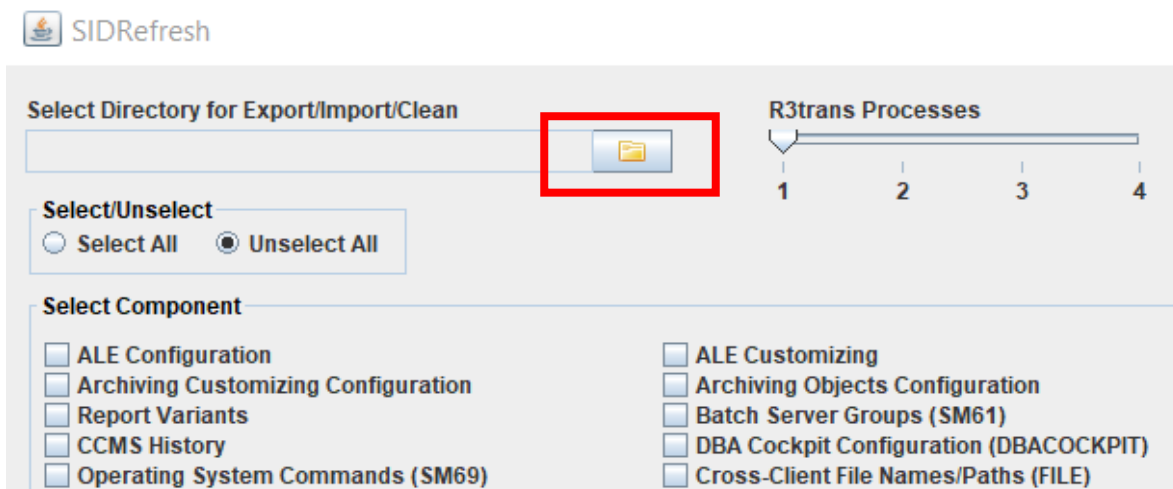 SIDRefresh
Select Directory for Export/Import/Clean
R3trans Processes
1 2 3 4
Select/Unselect
Select All Unselect All
Select Component
ALE Configuration ALE Customizing
Archiving Customizing Configuration Archiving Objects Configuration
Report Variants Batch Server Groups (SM61)
CCMS History DBA Cockpit Configuration (DBACOCKPIT)
Operating System Commands (SM69) Cross-Client File Names/Paths (FILE)